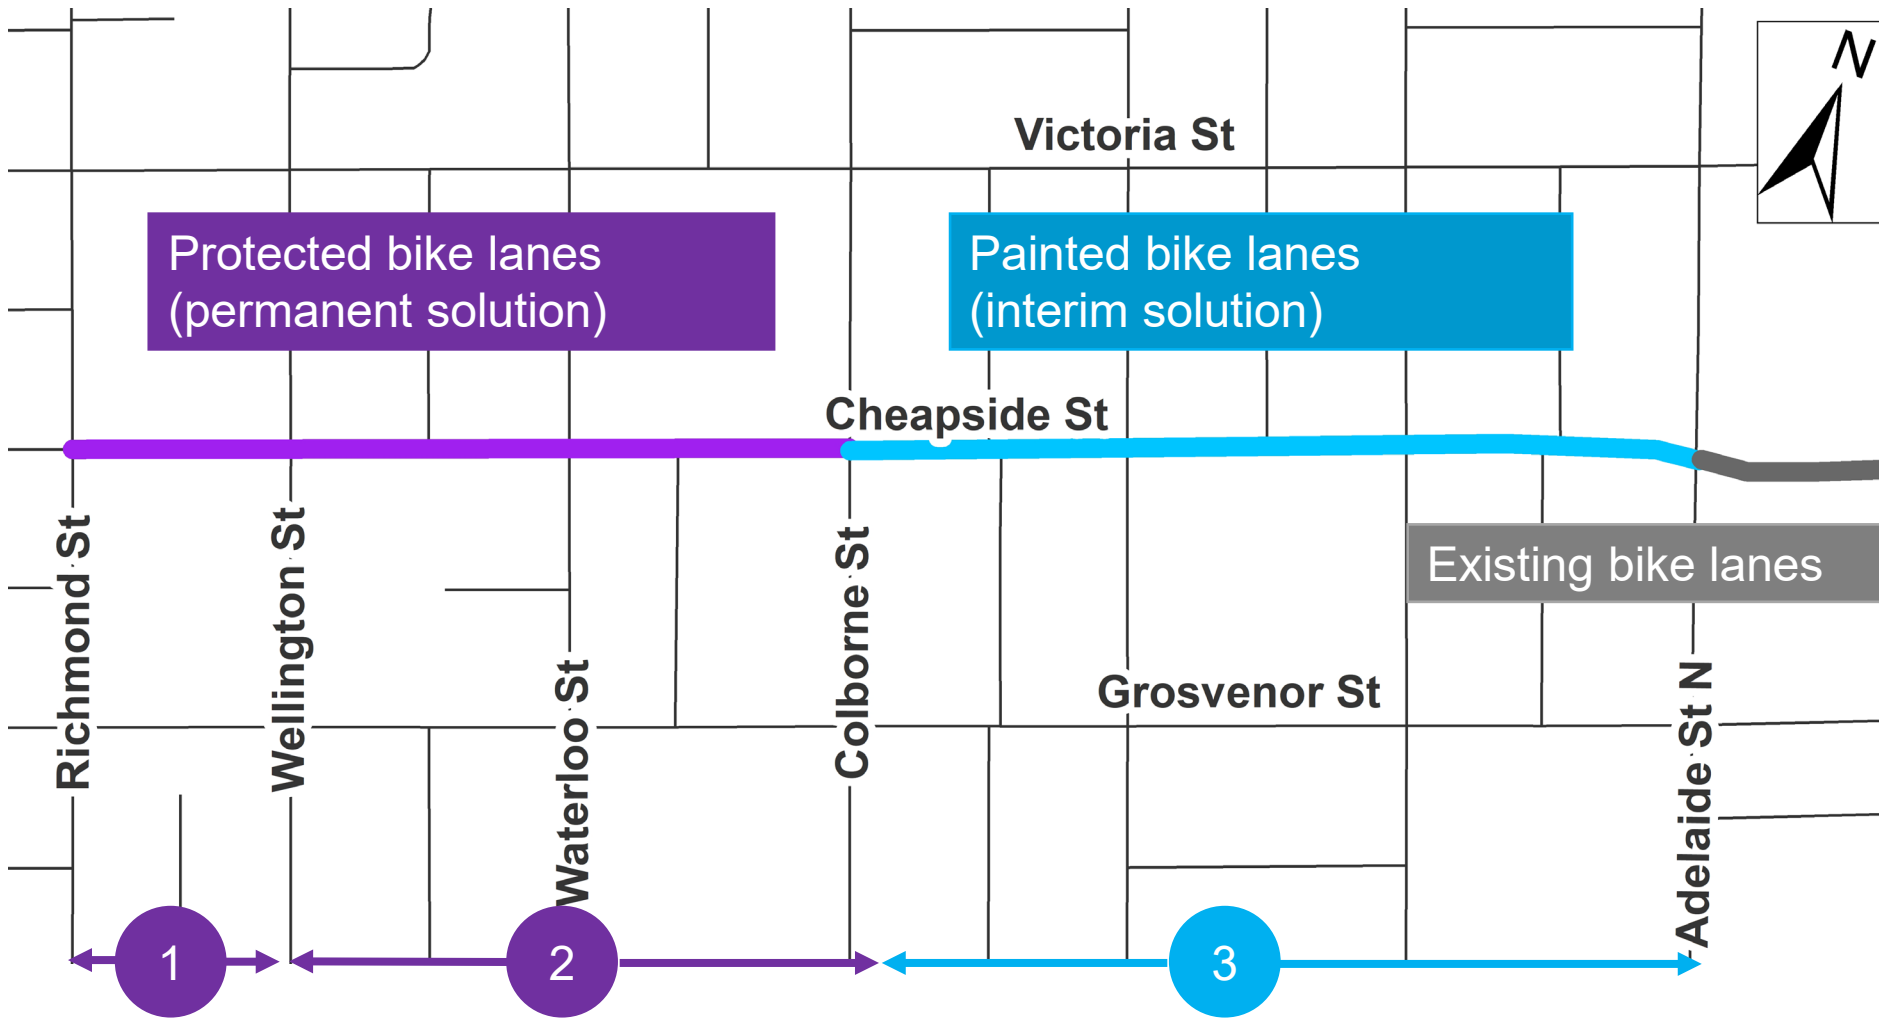 N
Victoria St
Protected bike lanes
(permanent solution)
Painted bike lanes
(interim solution)
Cheapside St
Richmond St
Wellington St
Waterloo St
Colborne St
Existing bike lanes
Grosvenor St
Adelaide St N
1
2
3